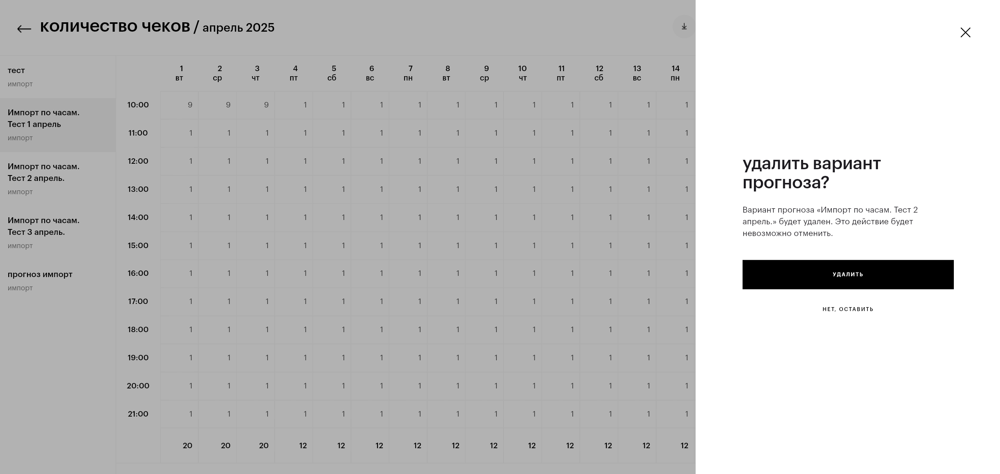 количество чеков / апрель 2025
тест
импорт
Импорт по часам.
Тест 1 апрель
импорт
Импорт по часам.
Тест 2 апрель.
импорт
Импорт по часам.
Тест 3 апрель.
импорт
прогноз импорт
импорт
1 2 3 4 5 6 7 8 9 10 11 12 13 14
вт ср чт пт сб вс пн вт ср чт пт сб вс пн
10:00 9 9 9 1 1 1 1 1 1 1 1 1 1 1
11:00 1 1 1 1 1 1 1 1 1 1 1 1 1 1
12:00 1 1 1 1 1 1 1 1 1 1 1 1 1 1
13:00 1 1 1 1 1 1 1 1 1 1 1 1 1 1
14:00 1 1 1 1 1 1 1 1 1 1 1 1 1 1
15:00 1 1 1 1 1 1 1 1 1 1 1 1 1 1
16:00 1 1 1 1 1 1 1 1 1 1 1 1 1 1
17:00 1 1 1 1 1 1 1 1 1 1 1 1 1 1
18:00 1 1 1 1 1 1 1 1 1 1 1 1 1 1
19:00 1 1 1 1 1 1 1 1 1 1 1 1 1 1
20:00 1 1 1 1 1 1 1 1 1 1 1 1 1 1
21:00 1 1 1 1 1 1 1 1 1 1 1 1 1 1
20 20 20 12 12 12 12 12 12 12 12 12 12 12
удалить вариант
прогноза?
Вариант прогноза «Импорт по часам. Тест 2
апрель.» будет удален. Это действие будет
невозможно отменить.
УДАЛИТЬ
НЕТ, ОСТАВИТЬ